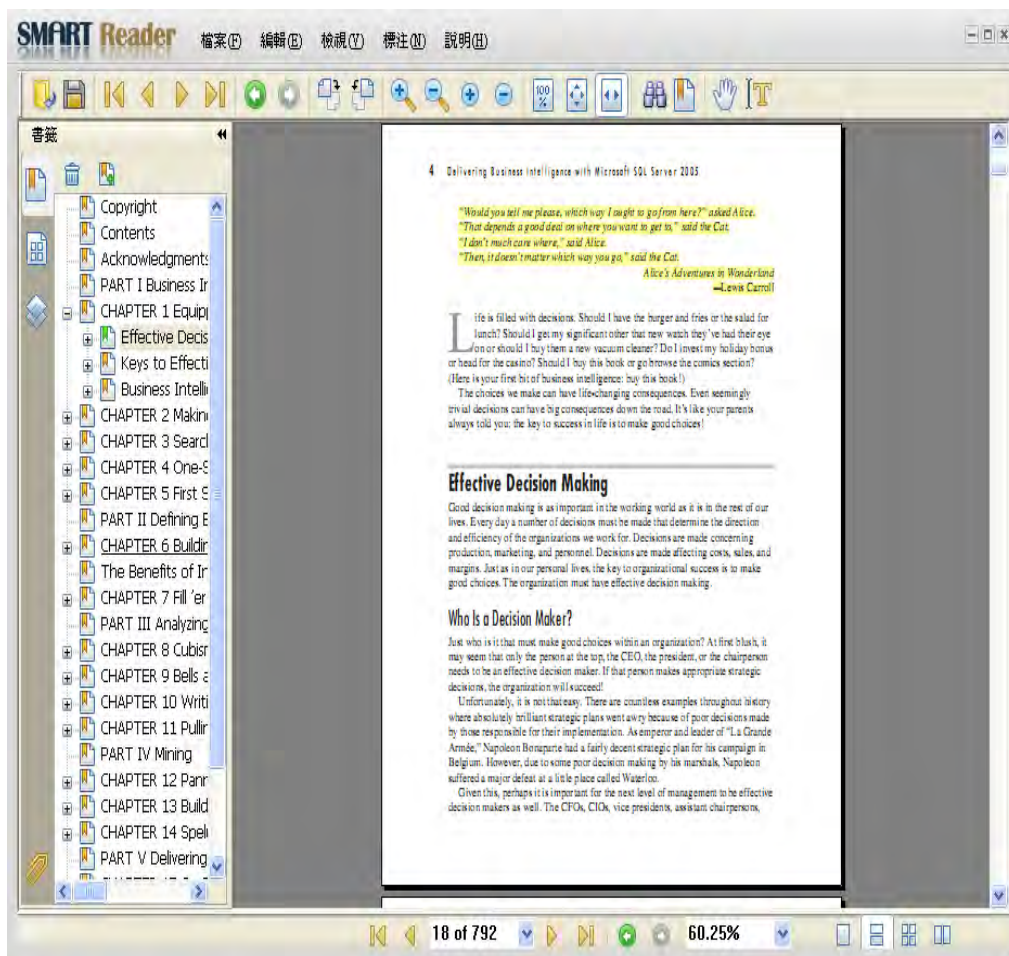 SMART Reader 檔案(F) 編輯(E) 檢視(V) 標注(N) 說明(H)
100 %
T
書籤
Copyright
Contents
Acknowledgments
PART I Business Ir
CHAPTER 1 Equip
Effective Decis
Keys to Effecti
Business Intelli
CHAPTER 2 Makin
CHAPTER 3 Searcl
CHAPTER 4 One-S
CHAPTER 5 First S
PART II Defining E
CHAPTER 6 Buildir
The Benefits of Ir
CHAPTER 7 Fill 'er
PART III Analyzing
CHAPTER 8 Cubisr
CHAPTER 9 Bells a
CHAPTER 10 Writi
CHAPTER 11 Pullir
PART IV Mining
CHAPTER 12 Panr
CHAPTER 13 Build
CHAPTER 14 Spel
PART V Delivering
4 Delivering Business Intelligence with Microsoft SQL Server 2005
"Would you tell me please, which way I ought to go from here?" asked Alice.
"That depends a good deal on where you want to get to," said the Cat.
"I don't much care where," said Alice.
"Then, it doesn't matter which way you go," said the Cat.
Alice's Adventures in Wonderland
—Lewis Carroll
Life is filled with decisions. Should I have the burger and fries or the salad for
lunch? Should I get my significant other that new watch they've had their eye
on or should I buy them a new vacuum cleaner? Do I invest my holiday bonus
or head for the casino? Should I buy this book or go browse the comics section?
(Here is your first bit of business intelligence: buy this book!)
The choices we make can have life-changing consequences. Even seemingly
trivial decisions can have big consequences down the road. It's like your parents
always told you: the key to success in life is to make good choices!
Effective Decision Making
Good decision making is as important in the working world as it is in the rest of our
lives. Every day a number of decisions must be made that determine the direction
and efficiency of the organizations we work for. Decisions are made concerning
production, marketing, and personnel. Decisions are made affecting costs, sales, and
margins. Just as in our personal lives, the key to organizational success is to make
good choices. The organization must have effective decision making.
Who Is a Decision Maker?
Just who is it that must make good choices within an organization? At first blush, it
may seem that only the person at the top, the CEO, the president, or the chairperson
needs to be an effective decision maker. If that person makes appropriate strategic
decisions, the organization will succeed!
Unfortunately, it is not that easy. There are countless examples throughout history
where absolutely brilliant strategic plans went awry because of poor decisions made
by those responsible for their implementation. As emperor and leader of "La Grande
Armée," Napoleon Bonaparte had a fairly decent strategic plan for his campaign in
Belgium. However, due to some poor decision making by his marshals, Napoleon
suffered a major defeat at a little place called Waterloo.
Given this, perhaps it is important for the next level of management to be effective
decision makers as well. The CFOs, CIOs, vice presidents, assistant chairpersons,
18 of 792 60.25%